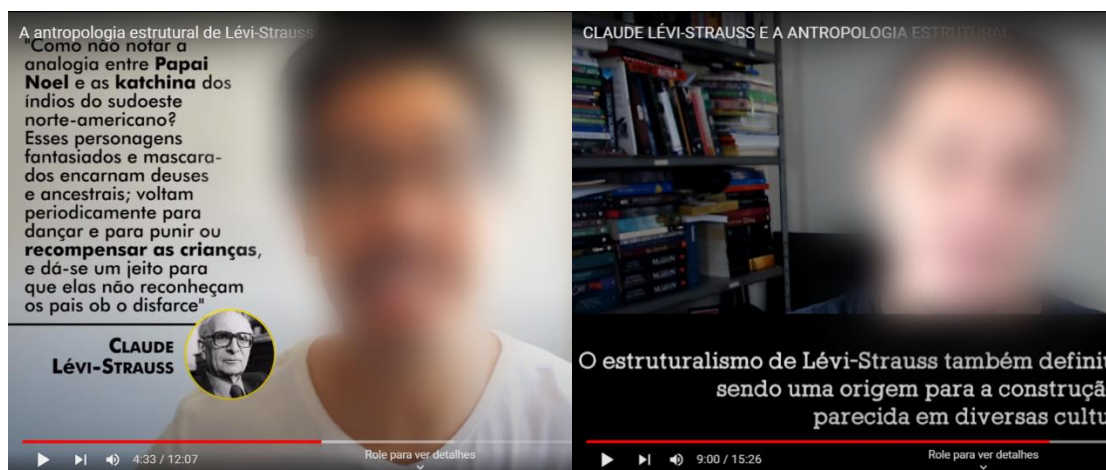 A antropologia estrutural de Lévi-Strauss
"Como não notar a
analogia entre Papai
Noel e as katchina dos
índios do sudoeste
norte-americano?
Esses personagens
fantasiados e mascara-
dos encarnam deuses
e ancestrais; voltam
periodicamente para
dançar e para punir ou
recompensar as crianças,
e dá-se um jeito para
que elas não reconheçam
os pais ob o disfarce"
CLAUDE
LÉVI-STRAUSS
4:33 / 12:07
Role para ver detalhes
CLAUDE LÉVI-STRAUSS E A ANTROPOLOGIA ESTRUTURAL
O estruturalismo de Lévi-Strauss também definiu
sendo uma origem para a construçã
parecida em diversas cultu
9:00 / 15:26
Role para ver detalhes